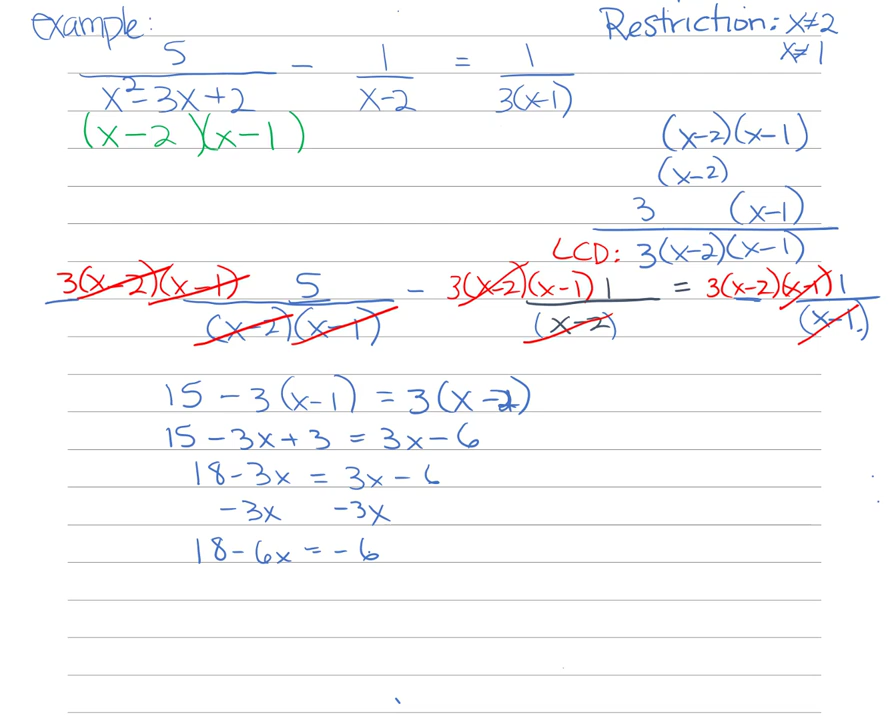 example:
Restriction: x≠2
x≠1
5/(x²-3x+2) - 1/(x-2) = 1/(3(x-1))
(x-2)(x-1)
(x-2)(x-1)
(x-2)
3 (x-1)
LCD: 3(x-2)(x-1)
3(x-2)(x-1) 5/((x-2)(x-1)) - 3(x-2)(x-1) 1/(x-2) = 3(x-2)(x-1) 1/(x-1)
15 - 3(x-1) = 3(x-2)
15 - 3x + 3 = 3x - 6
18 - 3x = 3x - 6
-3x -3x
18 - 6x = -6